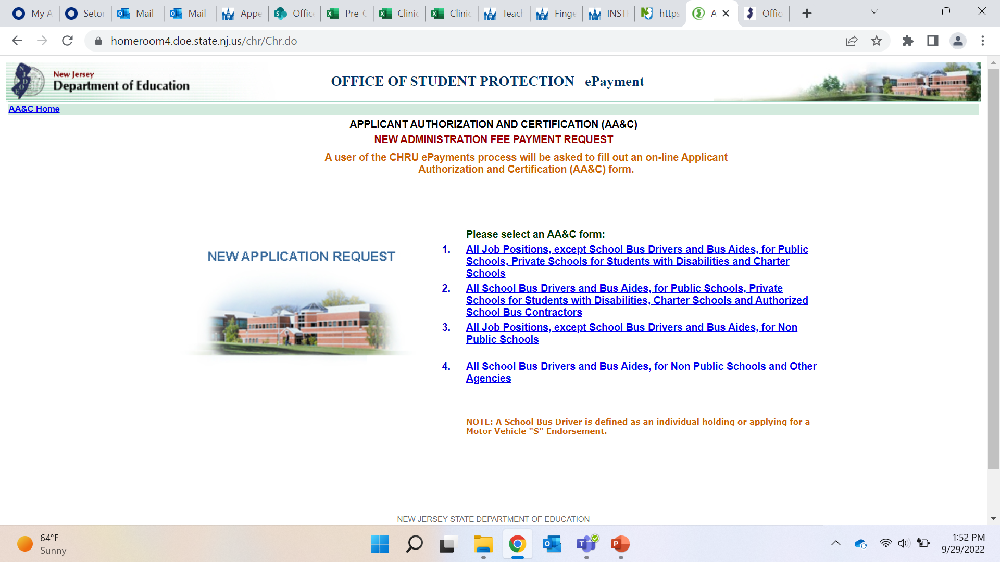 My A
Setor
Mail
Mail
Appe
Offic
Pre-C
Clinic
Clinic
Teach
Finge
INSTI
https
A
Offic
homeroom4.doe.state.nj.us/chr/Chr.do
NJDOE
New Jersey
Department of Education
OFFICE OF STUDENT PROTECTION ePayment
AA&C Home
APPLICANT AUTHORIZATION AND CERTIFICATION (AA&C)
NEW ADMINISTRATION FEE PAYMENT REQUEST
A user of the CHRU ePayments process will be asked to fill out an on-line Applicant
Authorization and Certification (AA&C) form.
NEW APPLICATION REQUEST
Please select an AA&C form:
1. All Job Positions, except School Bus Drivers and Bus Aides, for Public
Schools, Private Schools for Students with Disabilities and Charter
Schools
2. All School Bus Drivers and Bus Aides, for Public Schools, Private
Schools for Students with Disabilities, Charter Schools and Authorized
School Bus Contractors
3. All Job Positions, except School Bus Drivers and Bus Aides, for Non
Public Schools
4. All School Bus Drivers and Bus Aides, for Non Public Schools and Other
Agencies
NOTE: A School Bus Driver is defined as an individual holding or applying for a
Motor Vehicle "S" Endorsement.
NEW JERSEY STATE DEPARTMENT OF EDUCATION
64°F
Sunny
1:52 PM
9/29/2022